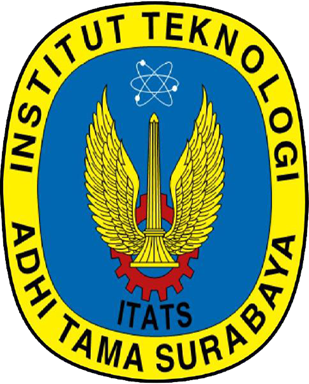 INSTITUT TEKNOLOGI
ADHI TAMA SURABAYA
ITATS